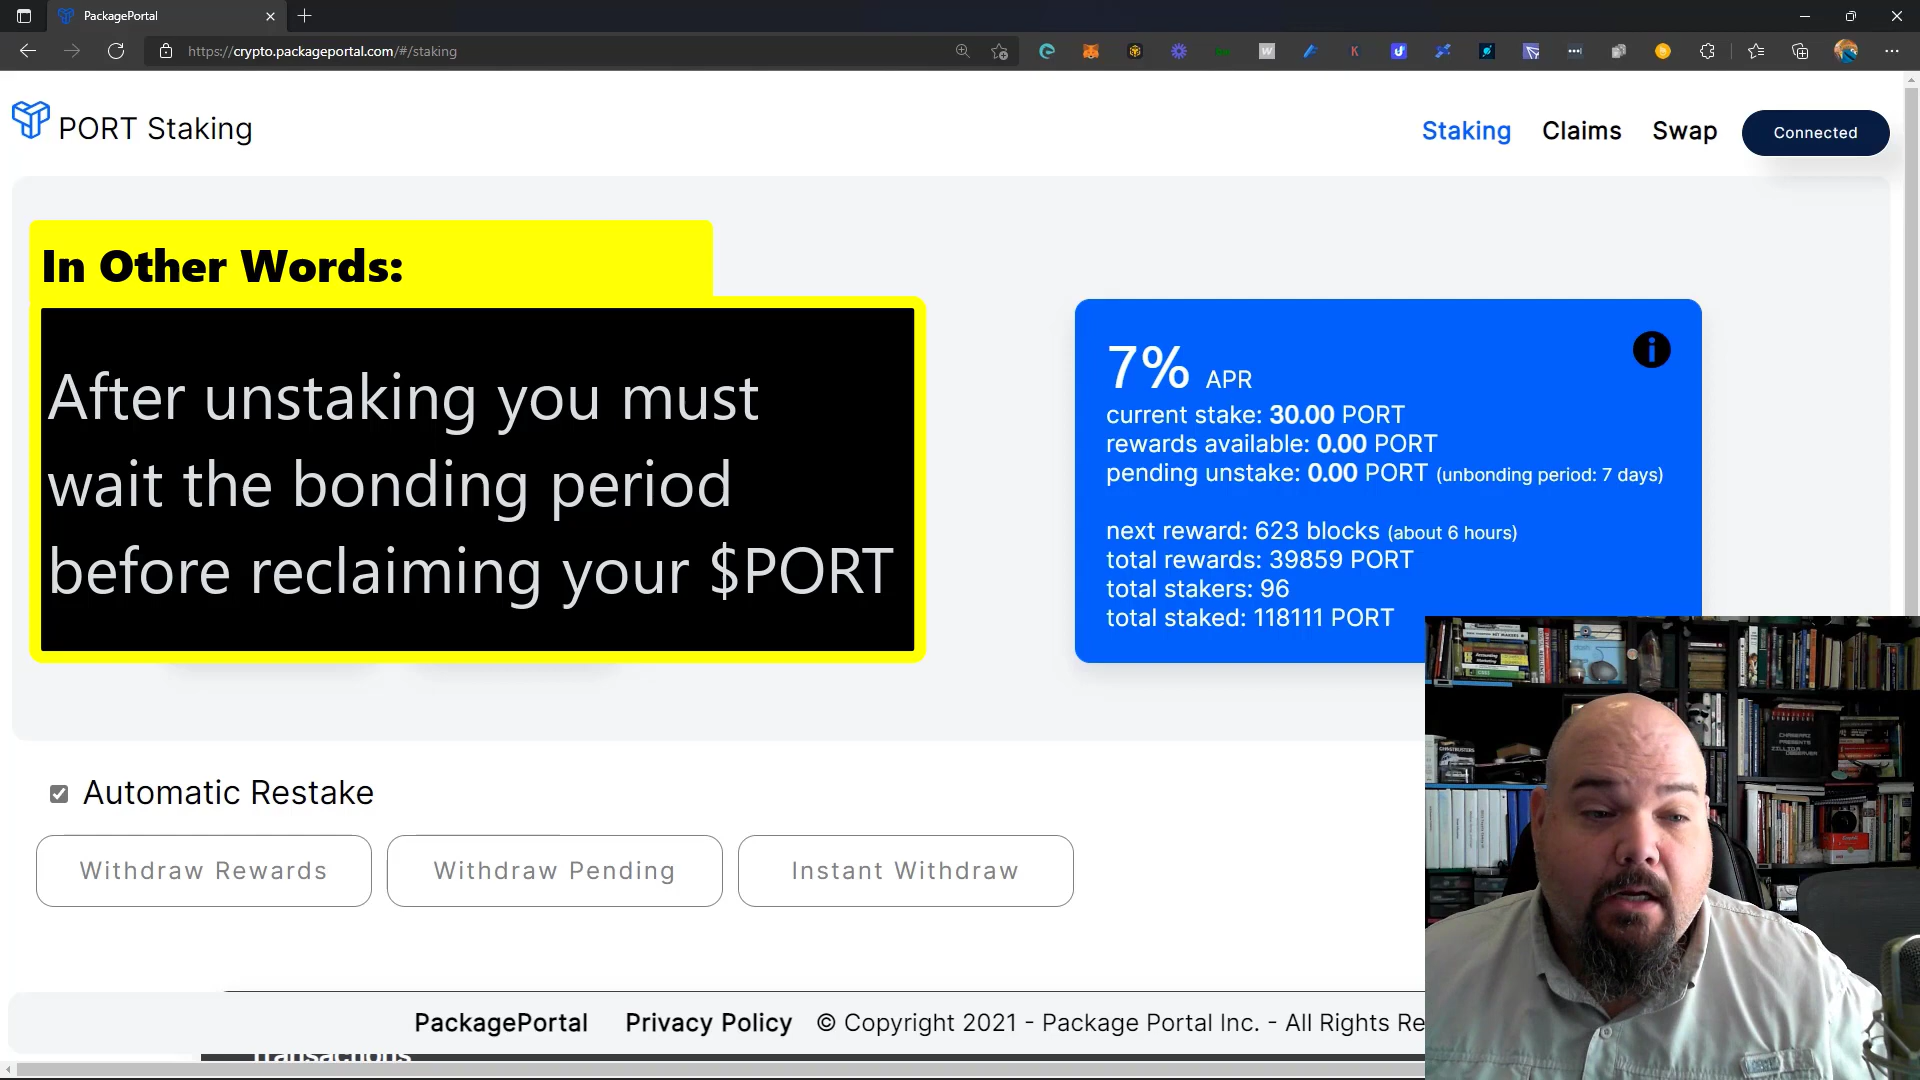 PackagePortal
https://crypto.packageportal.com/#/staking
PORT Staking
Staking
Claims
Swap
Connected
In Other Words:
After unstaking you must
wait the bonding period
before reclaiming your $PORT
7% APR
current stake: 30.00 PORT
rewards available: 0.00 PORT
pending unstake: 0.00 PORT (unbonding period: 7 days)
next reward: 623 blocks (about 6 hours)
total rewards: 39859 PORT
total stakers: 96
total staked: 118111 PORT
Automatic Restake
Withdraw Rewards
Withdraw Pending
Instant Withdraw
PackagePortal
Privacy Policy
© Copyright 2021 - Package Portal Inc. - All Rights Re
Transactions